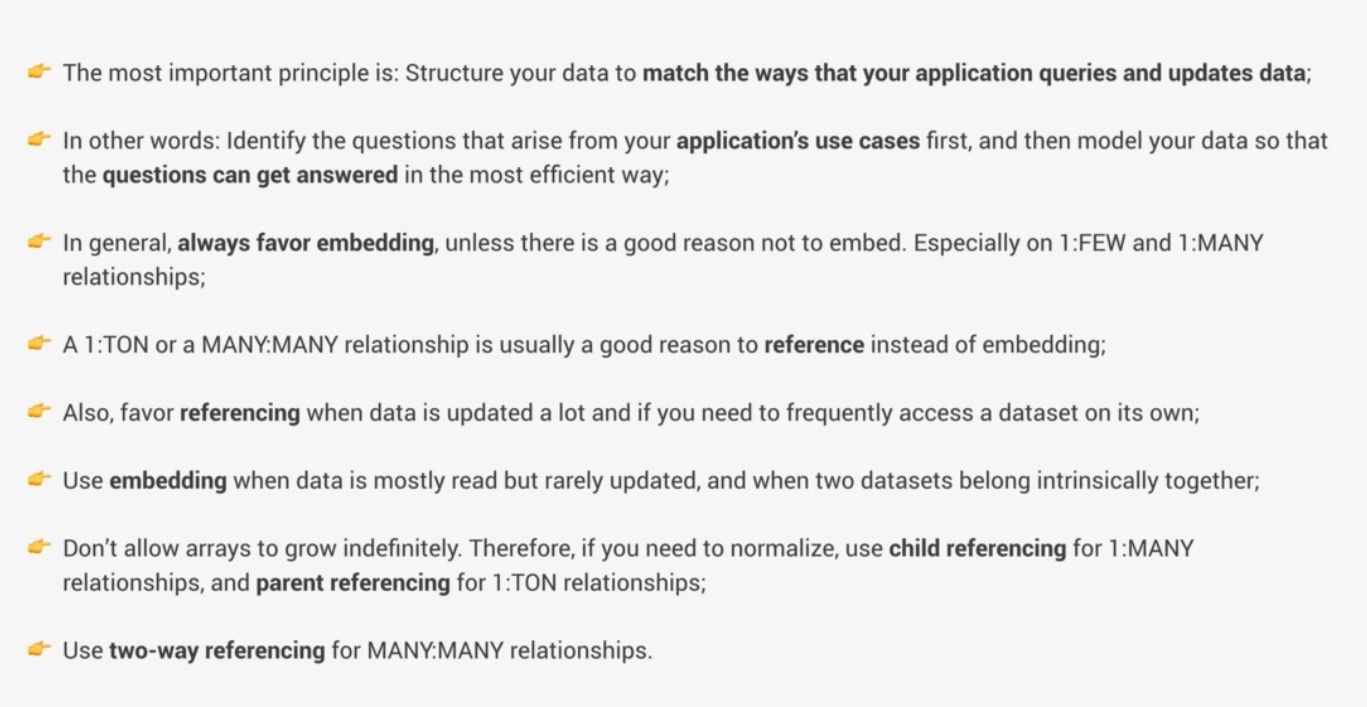 The most important principle is: Structure your data to match the ways that your application queries and updates data;
In other words: Identify the questions that arise from your application’s use cases first, and then model your data so that
the questions can get answered in the most efficient way;
In general, always favor embedding, unless there is a good reason not to embed. Especially on 1:FEW and 1:MANY
relationships;
A 1:TON or a MANY:MANY relationship is usually a good reason to reference instead of embedding;
Also, favor referencing when data is updated a lot and if you need to frequently access a dataset on its own;
Use embedding when data is mostly read but rarely updated, and when two datasets belong intrinsically together;
Don’t allow arrays to grow indefinitely. Therefore, if you need to normalize, use child referencing for 1:MANY
relationships, and parent referencing for 1:TON relationships;
Use two-way referencing for MANY:MANY relationships.